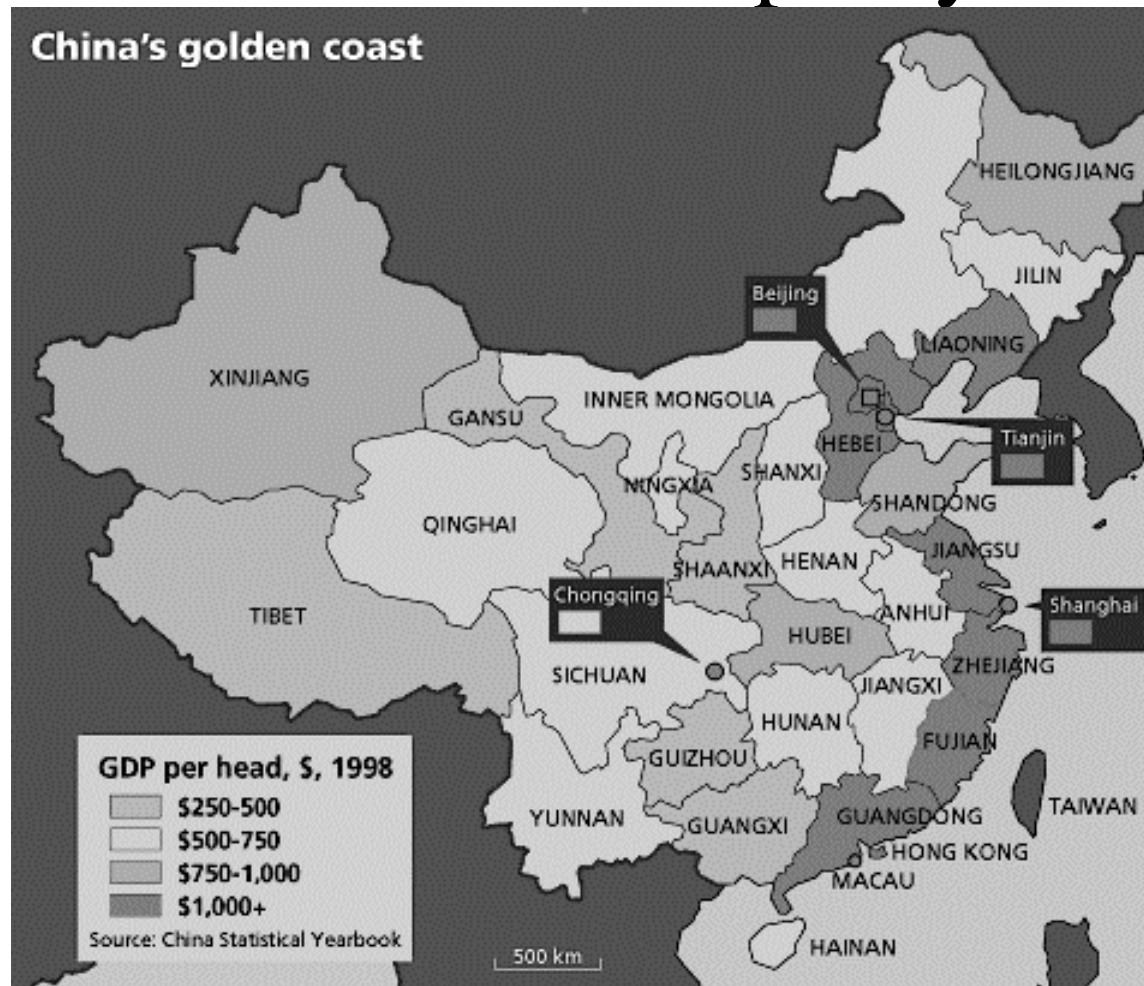 China's golden coast
HEILONGJIANG
JILIN
Beijing
LIAONING
XINJIANG
INNER MONGOLIA
GANSU
HEBEI
Tianjin
SHANXI
NINGXIA
SHANDONG
QINGHAI
JIANGSU
HENAN
SHAANXI
Chongqing
Shanghai
ANHUI
TIBET
HUBEI
ZHEJIANG
SICHUAN
JIANGXI
HUNAN
FUJIAN
GUIZHOU
TAIWAN
YUNNAN
GUANGXI
GUANGDONG
HONG KONG
MACAU
HAINAN
GDP per head, $, 1998
$250-500
$500-750
$750-1,000
$1,000+
Source: China Statistical Yearbook
500 km